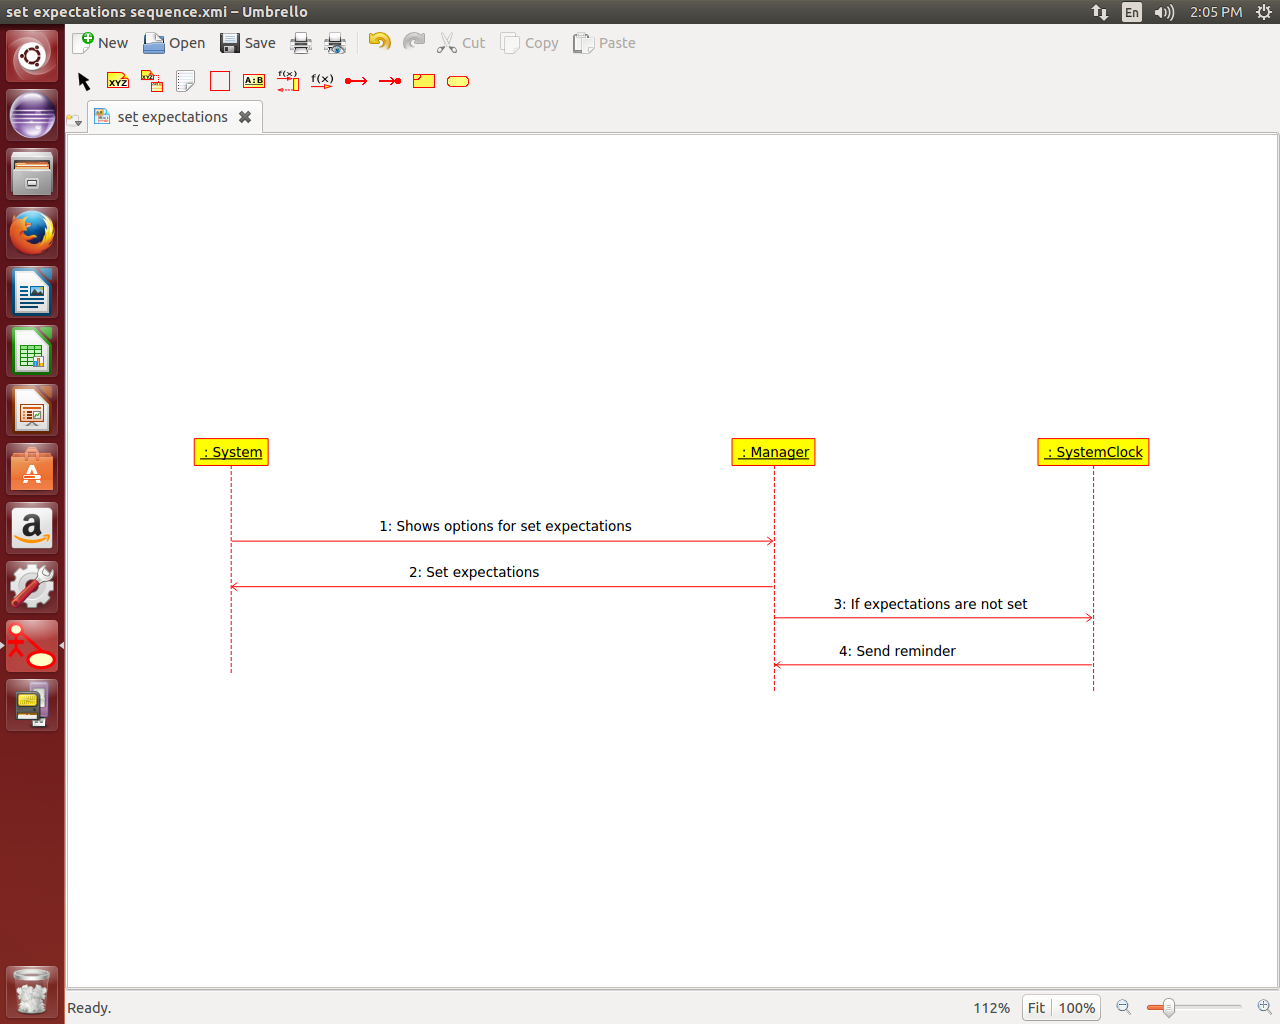 set expectations sequence.xmi – Umbrello
En
2:05 PM
New Open Save Cut Copy Paste
XYZ XYZ A:B f(x) f(x)
set expectations
: System
: Manager
: SystemClock
1: Shows options for set expectations
2: Set expectations
3: If expectations are not set
4: Send reminder
Ready.
112% Fit 100%